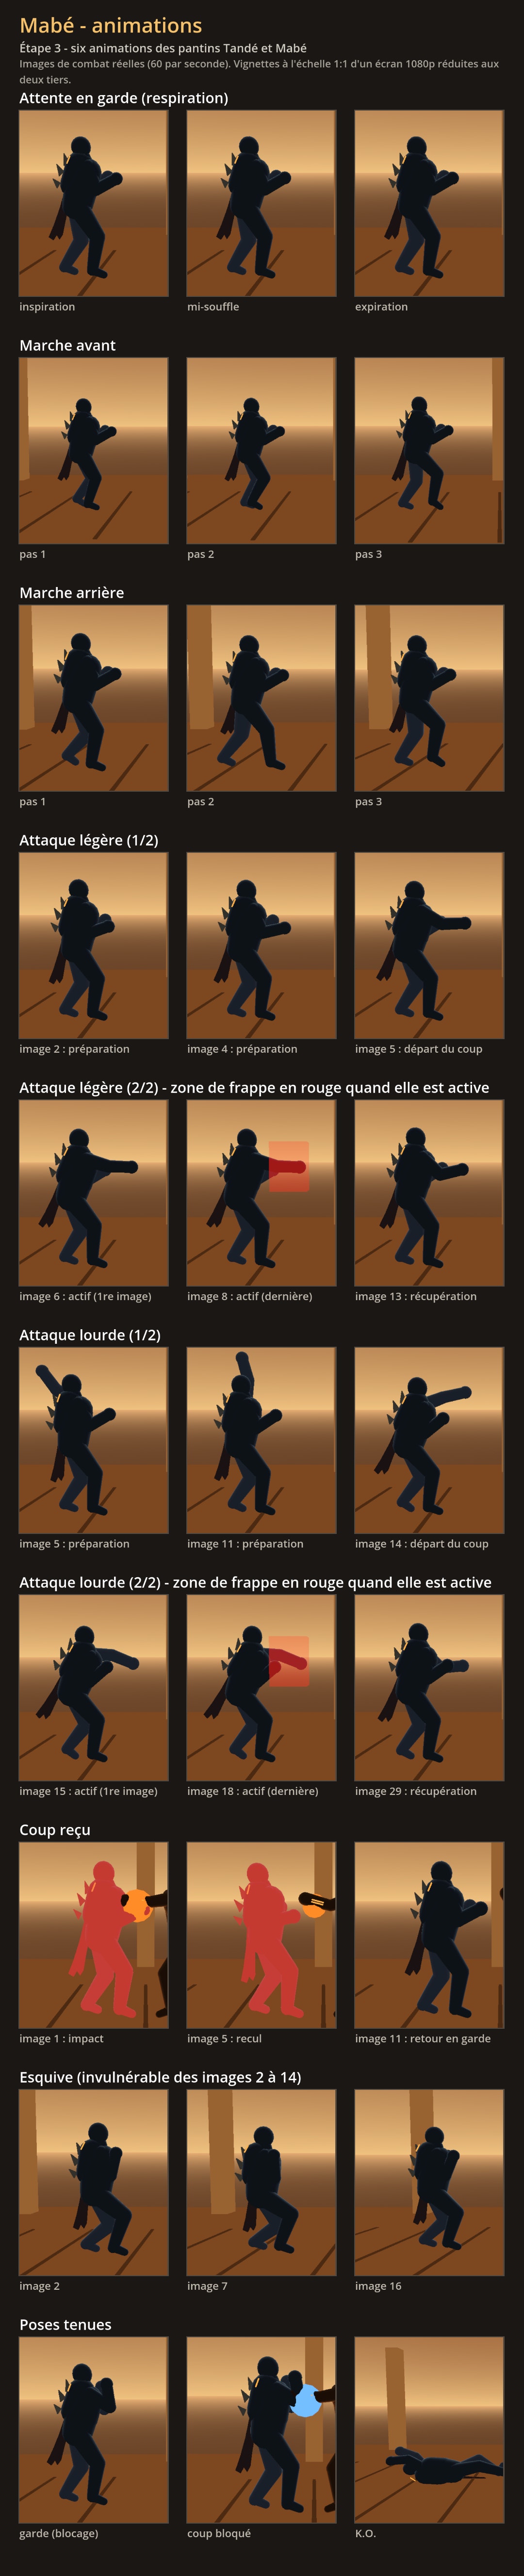 Mabé - animations
Étape 3 - six animations des pantins Tandé et Mabé
Images de combat réelles (60 par seconde). Vignettes à l'échelle 1:1 d'un écran 1080p réduites aux
deux tiers.
Attente en garde (respiration)
inspiration
mi-souffle
expiration
Marche avant
pas 1
pas 2
pas 3
Marche arrière
pas 1
pas 2
pas 3
Attaque légère (1/2)
image 2 : préparation
image 4 : préparation
image 5 : départ du coup
Attaque légère (2/2) - zone de frappe en rouge quand elle est active
image 6 : actif (1re image)
image 8 : actif (dernière)
image 13 : récupération
Attaque lourde (1/2)
image 5 : préparation
image 11 : préparation
image 14 : départ du coup
Attaque lourde (2/2) - zone de frappe en rouge quand elle est active
image 15 : actif (1re image)
image 18 : actif (dernière)
image 29 : récupération
Coup reçu
image 1 : impact
image 5 : recul
image 11 : retour en garde
Esquive (invulnérable des images 2 à 14)
image 2
image 7
image 16
Poses tenues
garde (blocage)
coup bloqué
K.O.